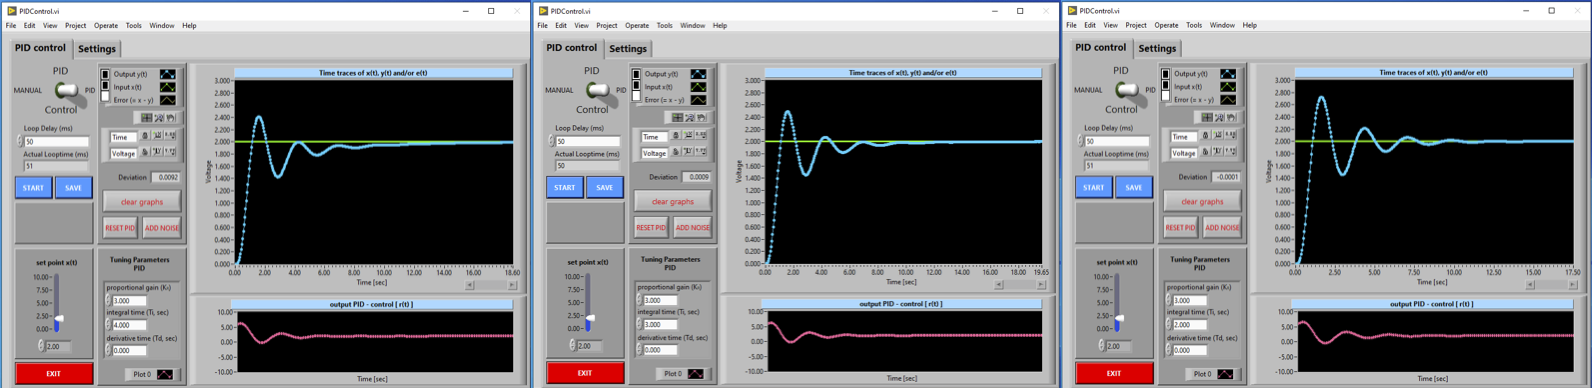 PIDControl.vi
File Edit View Project Operate Tools Window Help
PID control Settings
PID
MANUAL PID
Control
Loop Delay (ms)
50
Actual Looptime (ms)
51
START SAVE
Output y(t)
Input x(t)
Error (= x - y)
Time
Voltage
Deviation 0.0092
clear graphs
RESET PID ADD NOISE
set point x(t)
10.00
7.50
5.00
2.50
0.00
2.00
EXIT
Tuning Parameters
PID
proportional gain (Kₚ)
3.000
integral time (Ti, sec)
4.000
derivative time (Td, sec)
0.000
Plot 0
Time traces of x(t), y(t) and/or e(t)
Voltage
3.000
2.800
2.600
2.400
2.200
2.000
1.800
1.600
1.400
1.200
1.000
0.800
0.600
0.400
0.200
0.000
0.00 2.00 4.00 6.00 8.00 10.00 12.00 14.00 16.00 18.60
Time [sec]
output PID - control [ r(t) ]
10.00
5.00
0.00
-5.00
-10.00
Time [sec]
PIDControl.vi
File Edit View Project Operate Tools Window Help
PID control Settings
PID
MANUAL PID
Control
Loop Delay (ms)
50
Actual Looptime (ms)
50
START SAVE
Output y(t)
Input x(t)
Error (= x - y)
Time
Voltage
Deviation 0.0009
clear graphs
RESET PID ADD NOISE
set point x(t)
10.00
7.50
5.00
2.50
0.00
2.00
EXIT
Tuning Parameters
PID
proportional gain (Kₚ)
3.000
integral time (Ti, sec)
3.000
derivative time (Td, sec)
0.000
Plot 0
Time traces of x(t), y(t) and/or e(t)
Voltage
3.000
2.800
2.600
2.400
2.200
2.000
1.800
1.600
1.400
1.200
1.000
0.800
0.600
0.400
0.200
0.000
0.00 2.00 4.00 6.00 8.00 10.00 12.00 14.00 16.00 19.65
Time [sec]
output PID - control [ r(t) ]
10.00
5.00
0.00
-5.00
-10.00
Time [sec]
PIDControl.vi
File Edit View Project Operate Tools Window Help
PID control Settings
PID
MANUAL PID
Control
Loop Delay (ms)
50
Actual Looptime (ms)
51
START SAVE
Output y(t)
Input x(t)
Error (= x - y)
Time
Voltage
Deviation -0.0001
clear graphs
RESET PID ADD NOISE
set point x(t)
10.00
7.50
5.00
2.50
0.00
2.00
EXIT
Tuning Parameters
PID
proportional gain (Kₚ)
3.000
integral time (Ti, sec)
2.000
derivative time (Td, sec)
0.000
Plot 0
Time traces of x(t), y(t) and/or e(t)
Voltage
3.000
2.800
2.600
2.400
2.200
2.000
1.800
1.600
1.400
1.200
1.000
0.800
0.600
0.400
0.200
0.000
0.00 2.50 5.00 7.50 10.00 12.50 15.00 17.50
Time [sec]
output PID - control [ r(t) ]
10.00
5.00
0.00
-5.00
-10.00
Time [sec]